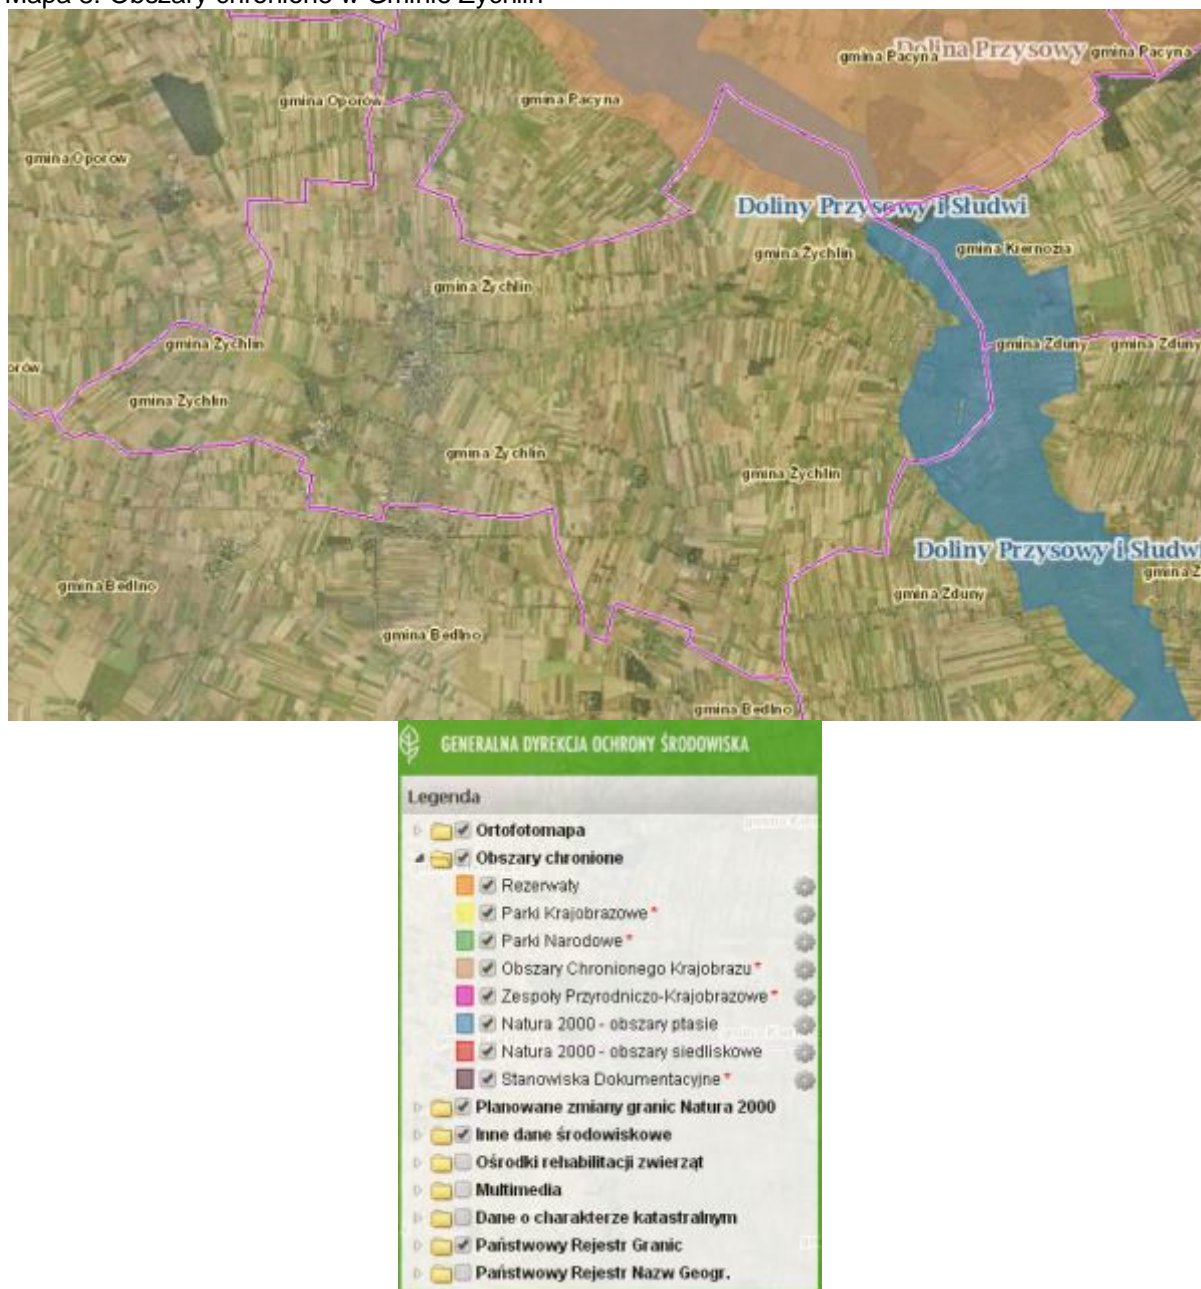 Mapa 5. Obszary chronione w Gminie Żychlin
gmina Pacyna
Dolina Przysowy
gmina Pacyna
gmina Oporów
gmina Pacyna
gmina Oporów
Doliny Przysowy i Słudwi
gmina Żychlin
gmina Kiernozia
gmina Żychlin
gmina Żychlin
gmina Zduny
gmina Zduny
orów
gmina Żychlin
gmina Żychlin
gmina Żychlin
Doliny Przysowy i Słudw
gmina Z
gmina Bedlno
gmina Zduny
gmina Bedlno
gmina Bedlno
GENERALNA DYREKCJA OCHRONY ŚRODOWISKA
Legenda
Ortofotomapa
Obszary chronione
Rezerwaty
Parki Krajobrazowe *
Parki Narodowe *
Obszary Chronionego Krajobrazu *
Zespoły Przyrodniczo-Krajobrazowe *
Natura 2000 - obszary ptasie
Natura 2000 - obszary siedliskowe
Stanowiska Dokumentacyjne *
Planowane zmiany granic Natura 2000
Inne dane środowiskowe
Ośrodki rehabilitacji zwierząt
Multimedia
Dane o charakterze katastralnym
Państwowy Rejestr Granic
Państwowy Rejestr Nazw Geogr.